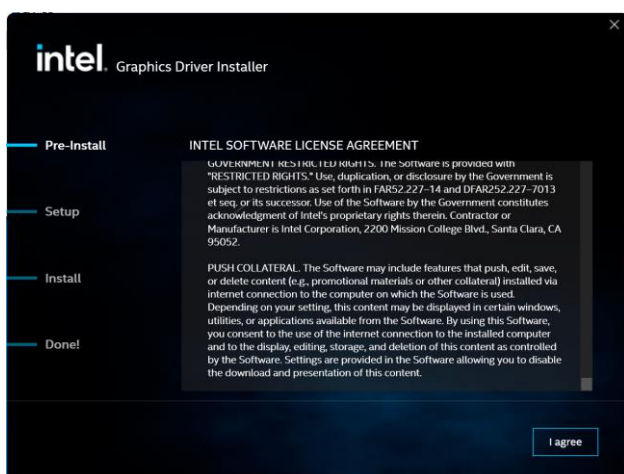 intel. Graphics Driver Installer
Pre-Install
Setup
Install
Done!
INTEL SOFTWARE LICENSE AGREEMENT
GOVERNMENT RESTRICTED RIGHTS. The Software is provided with
"RESTRICTED RIGHTS." Use, duplication, or disclosure by the Government is
subject to restrictions as set forth in FAR52.227–14 and DFAR252.227–7013
et seq. or its successor. Use of the Software by the Government constitutes
acknowledgment of Intel's proprietary rights therein. Contractor or
Manufacturer is Intel Corporation, 2200 Mission College Blvd., Santa Clara, CA
95052.
PUSH COLLATERAL. The Software may include features that push, edit, save,
or delete content (e.g., promotional materials or other collateral) installed via
internet connection to the computer on which the Software is used.
Depending on your setting, this content may be displayed in certain windows,
utilities, or applications available from the Software. By using this Software,
you consent to the use of the internet connection to the installed computer
and to the display, editing, storage, and deletion of this content as controlled
by the Software. Settings are provided in the Software allowing you to disable
the download and presentation of this content.
I agree